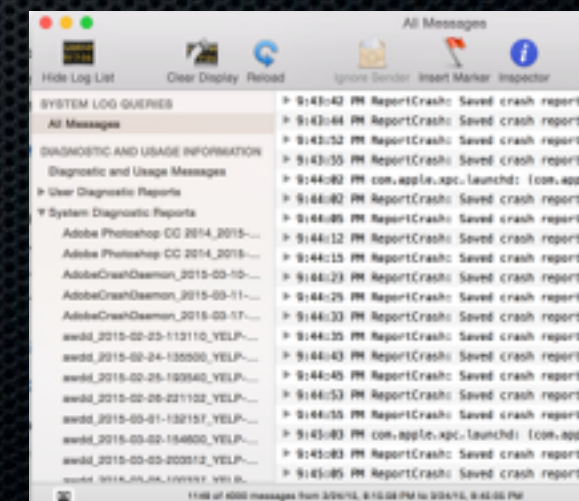 All Messages
Hide Log List
Clear Display
Reload
Ignore Sender
Insert Marker
Inspector
SYSTEM LOG QUERIES
All Messages
DIAGNOSTIC AND USAGE INFORMATION
Diagnostic and Usage Messages
User Diagnostic Reports
System Diagnostic Reports
Adobe Photoshop CC 2014_2015-...
Adobe Photoshop CC 2014_2015-...
AdobeCrashDaemon_2015-03-10-...
AdobeCrashDaemon_2015-03-11-...
AdobeCrashDaemon_2015-03-17-...
awdd_2015-02-23-113110_YELP-...
awdd_2015-02-24-135500_YELP-...
awdd_2015-02-25-193540_YELP-...
awdd_2015-02-26-221102_YELP-...
awdd_2015-03-01-132157_YELP-...
awdd_2015-03-02-154600_YELP-...
awdd_2015-03-03-203512_YELP-...
9:43:42 PM ReportCrash: Saved crash report
9:43:44 PM ReportCrash: Saved crash report
9:43:52 PM ReportCrash: Saved crash report
9:43:55 PM ReportCrash: Saved crash report
9:44:02 PM com.apple.xpc.launchd: (com.app
9:44:02 PM ReportCrash: Saved crash report
9:44:05 PM ReportCrash: Saved crash report
9:44:12 PM ReportCrash: Saved crash report
9:44:15 PM ReportCrash: Saved crash report
9:44:23 PM ReportCrash: Saved crash report
9:44:25 PM ReportCrash: Saved crash report
9:44:33 PM ReportCrash: Saved crash report
9:44:35 PM ReportCrash: Saved crash report
9:44:43 PM ReportCrash: Saved crash report
9:44:45 PM ReportCrash: Saved crash report
9:44:53 PM ReportCrash: Saved crash report
9:44:55 PM ReportCrash: Saved crash report
9:45:03 PM com.apple.xpc.launchd: (com.app
9:45:03 PM ReportCrash: Saved crash report
9:45:05 PM ReportCrash: Saved crash report
of 4000 messages from